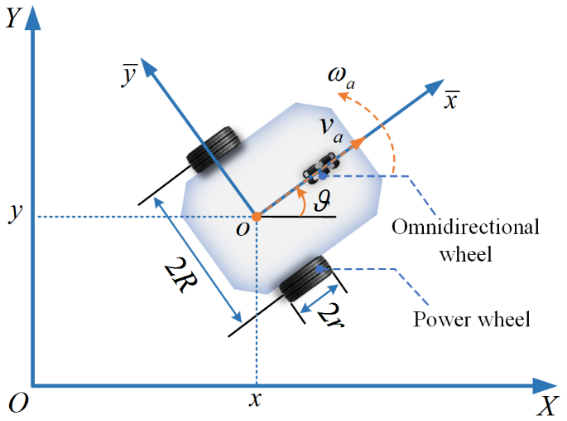 Y
y̅
ω_a
x̅
v_a
ϑ
y
o
Omnidirectional
wheel
2R
2r
Power wheel
O
x
X